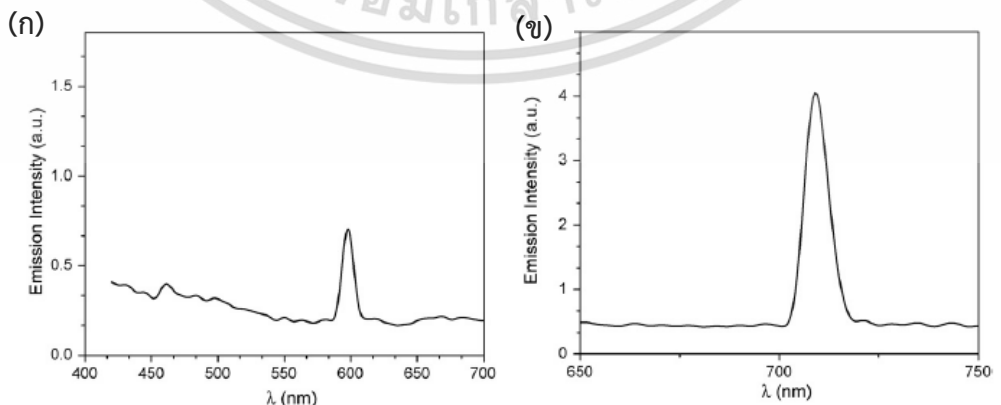 (ก)
Emission Intensity (a.u.)
1.5
1.0
0.5
0.0
400 450 500 550 600 650 700
λ (nm)
(ข)
Emission Intensity (a.u.)
4
3
2
1
0
650 700 750
λ (nm)